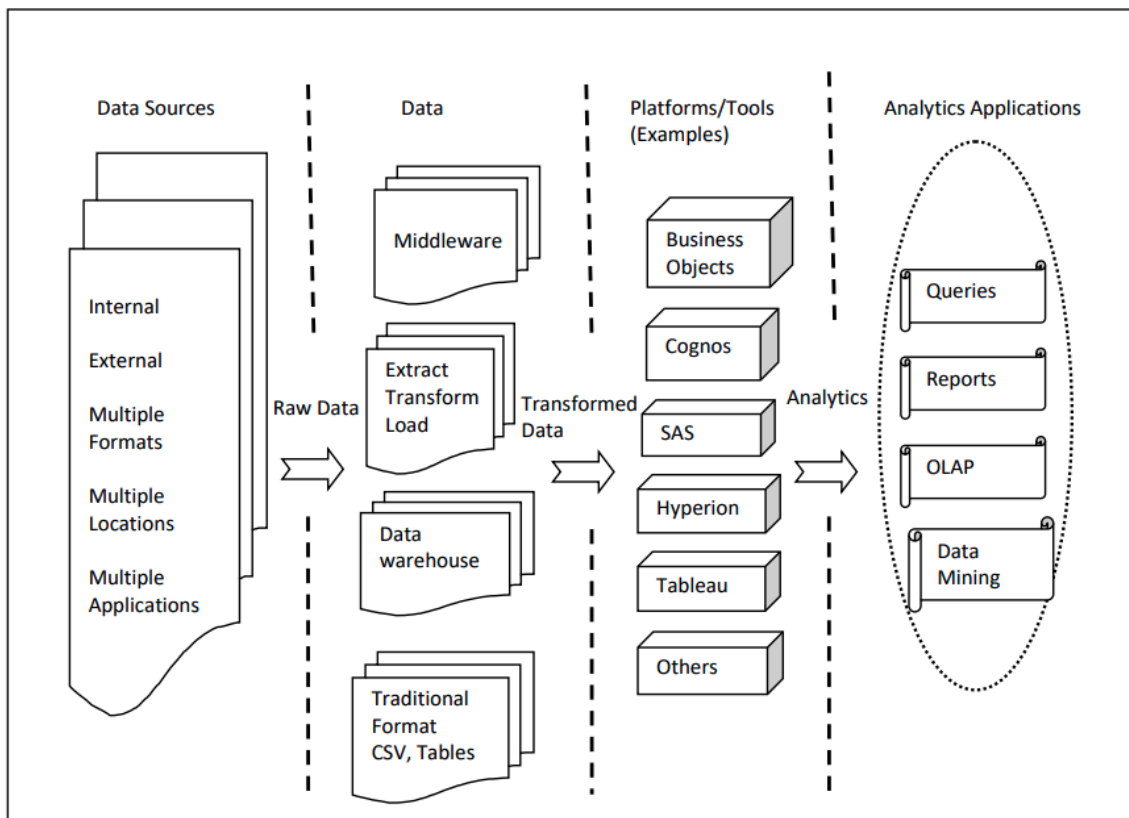 Data Sources
Data
Platforms/Tools
(Examples)
Analytics Applications
Internal
External
Multiple
Formats
Multiple
Locations
Multiple
Applications
Raw Data
Middleware
Extract
Transform
Load
Data
warehouse
Traditional
Format
CSV, Tables
Transformed
Data
Business
Objects
Cognos
SAS
Hyperion
Tableau
Others
Analytics
Queries
Reports
OLAP
Data
Mining